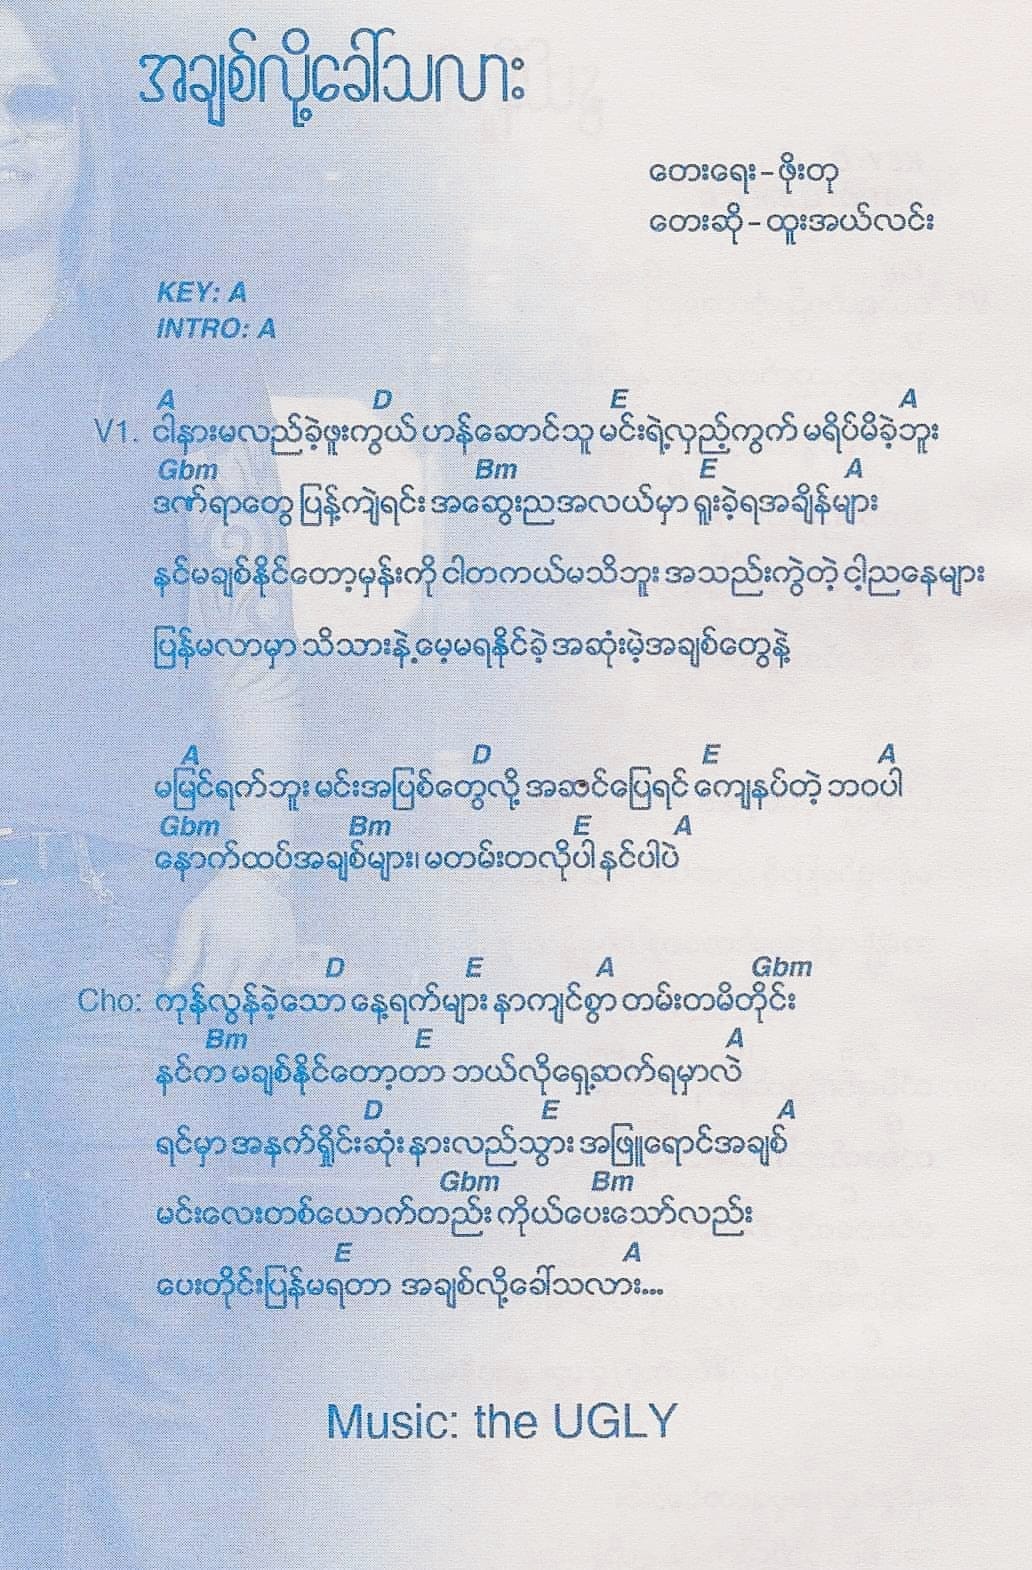 အချစ်လို့ခေါ်သလား
တေးရေး – ဖိုးတု
တေးဆို – ထူးအယ်လင်း
KEY: A
INTRO: A
A D E A
V1. ငါနားမလည်ခဲ့ဖူးကွယ် ဟန်ဆောင်သူ မင်းရဲ့လှည့်ကွက် မရိပ်မိခဲ့ဘူး
Gbm Bm E A
ဒဏ်ရာတွေ ပြန့်ကျဲရင်း အဆွေးညအလယ်မှာ ရူးခဲ့ရအချိန်များ
နင်မချစ်နိုင်တော့မှန်းကို ငါတကယ်မသိဘူး အသည်းကွဲတဲ့ ငါ့ညနေများ
ပြန်မလာမှာ သိသားနဲ့ မေ့မရနိုင်ခဲ့ အဆုံးမဲ့အချစ်တွေနဲ့
A D E A
မမြင်ရက်ဘူး မင်းအပြစ်တွေလို့ အဆင်ပြေရင် ကျေနပ်တဲ့ ဘဝပါ
Gbm Bm E A
နောက်ထပ်အချစ်များ၊ မတမ်းတလိုပါ နင်ပါပဲ
D E A Gbm
Cho: ကုန်လွန်ခဲ့သော နေ့ရက်များ နာကျင်စွာ တမ်းတမိတိုင်း
Bm E A
နင်က မချစ်နိုင်တော့တာ ဘယ်လိုရှေ့ဆက်ရမှာလဲ
D E A
ရင်မှာ အနက်ရှိုင်းဆုံး နားလည်သွား အဖြူရောင်အချစ်
Gbm Bm
မင်းလေးတစ်ယောက်တည်း ကိုယ်ပေးသော်လည်း
E A
ပေးတိုင်းပြန်မရတာ အချစ်လို့ခေါ်သလား...
Music: the UGLY